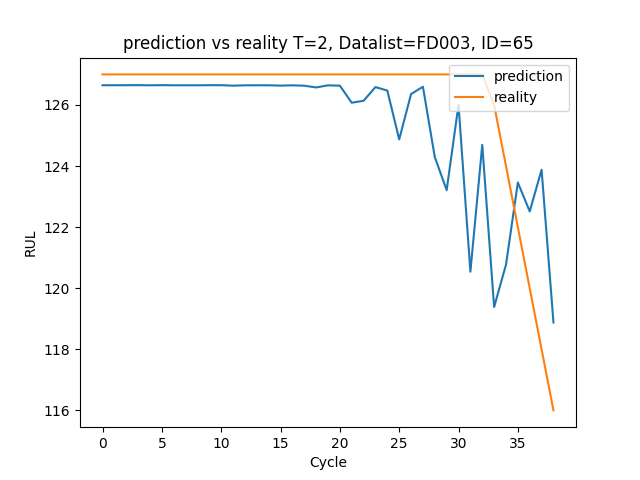 prediction vs reality T=2, Datalist=FD003, ID=65
prediction
reality
126
124
122
120
118
116
RUL
0
5
10
15
20
25
30
35
Cycle